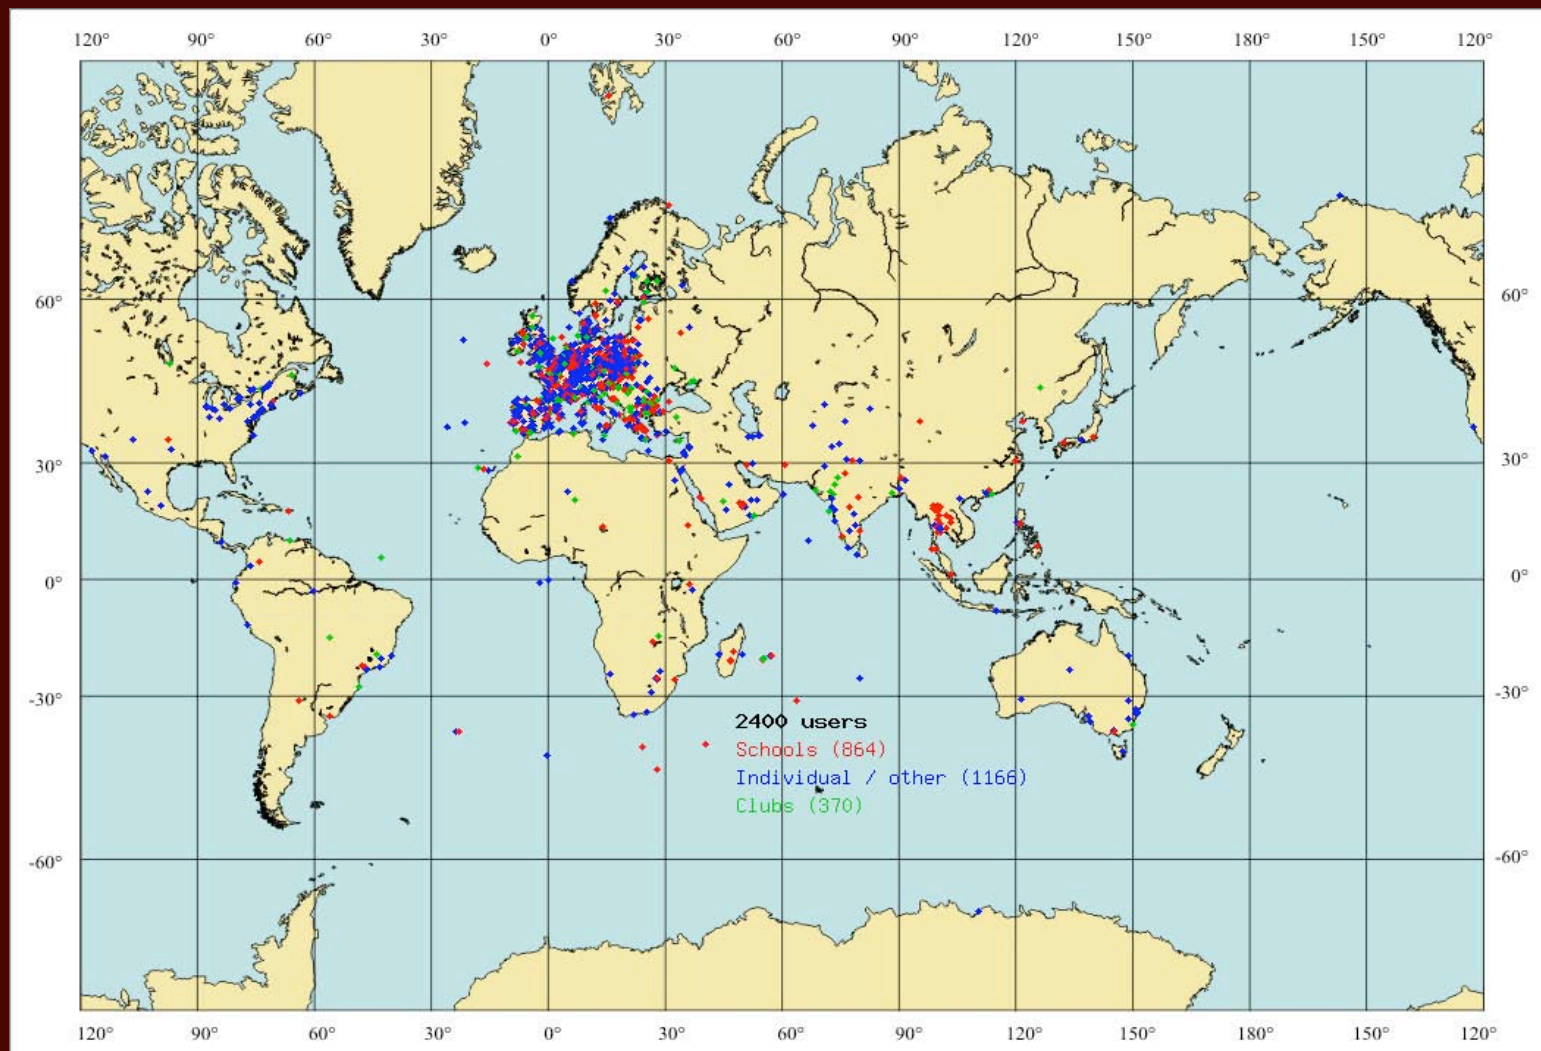 120° 90° 60° 30° 0° 30° 60° 90° 120° 150° 180° 150° 120°
60° 60°
30° 30°
0° 0°
-30° -30°
2400 users
Schools (864)
Individual / other (1166)
Clubs (370)
-60° -60°
120° 90° 60° 30° 0° 30° 60° 90° 120° 150° 180° 150° 120°